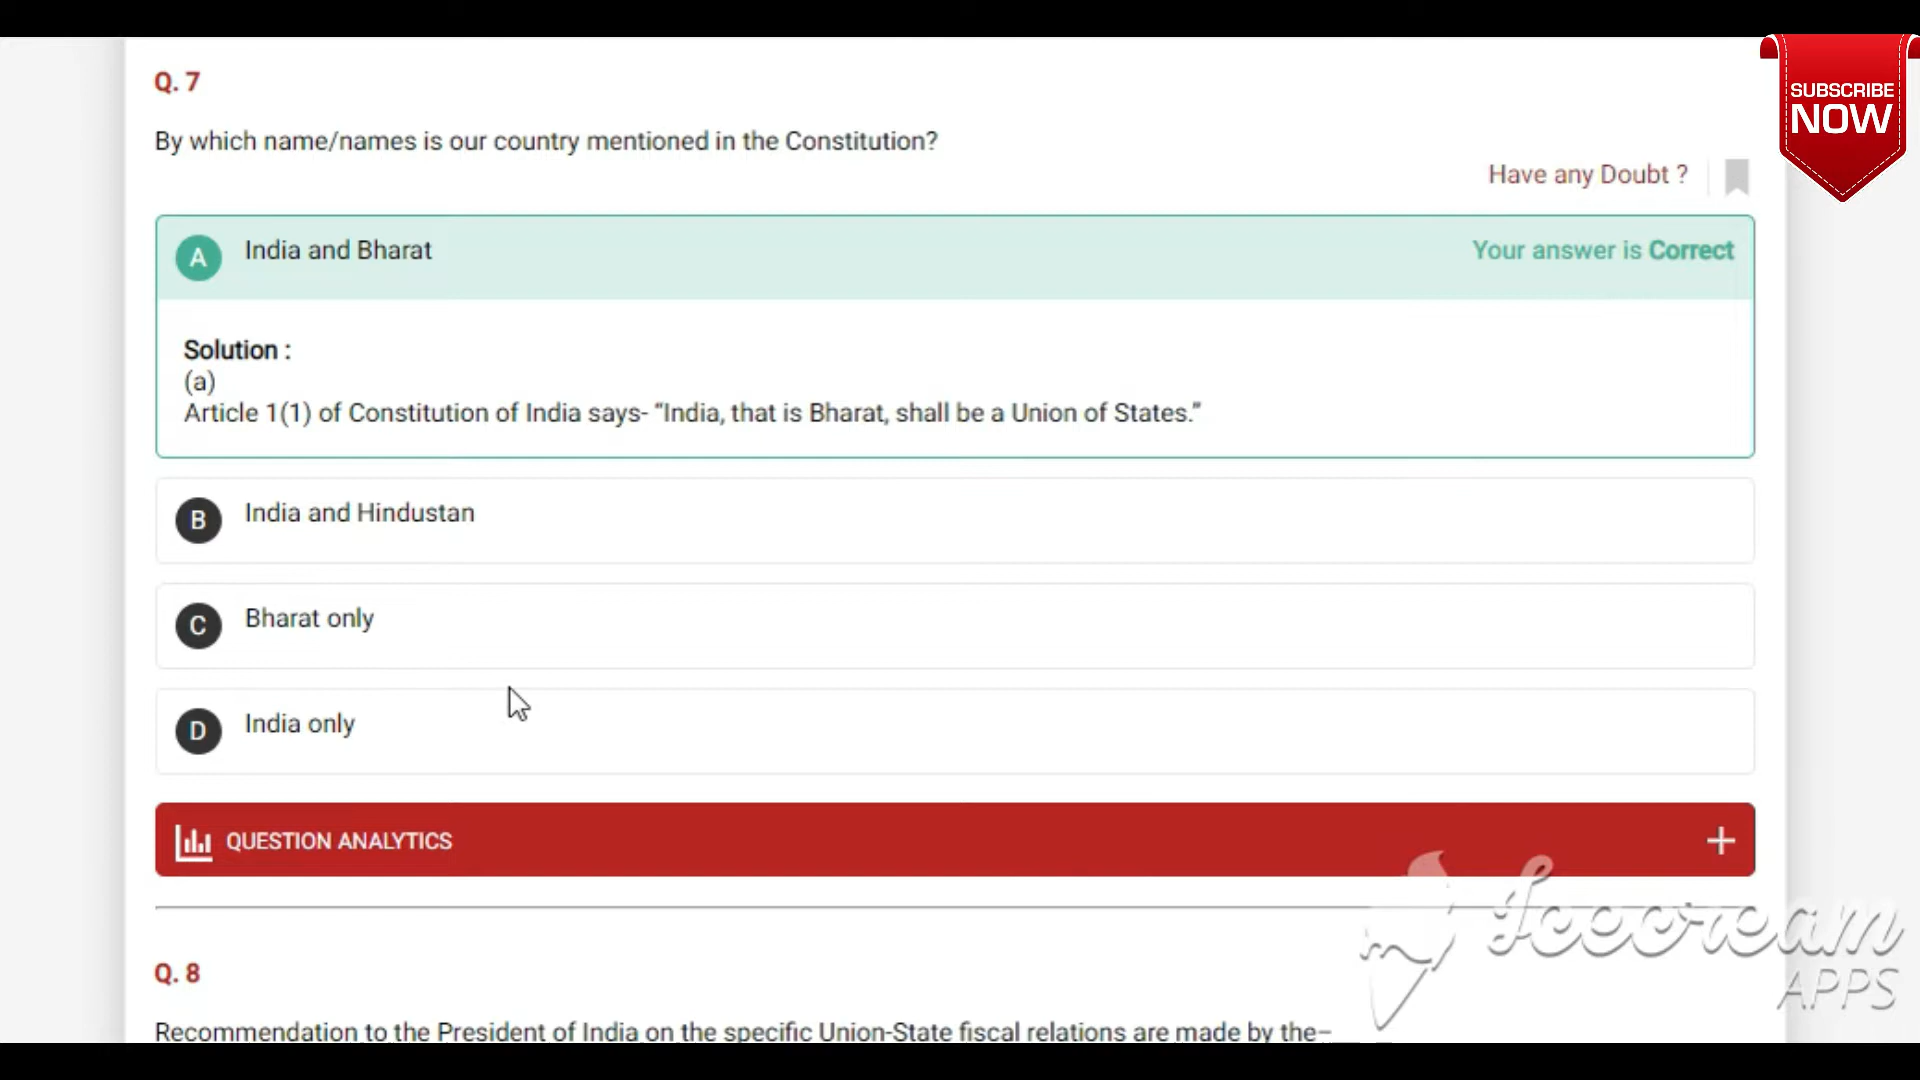 SUBSCRIBE
NOW
Q. 7
By which name/names is our country mentioned in the Constitution?
Have any Doubt ?
A India and Bharat Your answer is Correct
Solution :
(a)
Article 1(1) of Constitution of India says- “India, that is Bharat, shall be a Union of States.”
B India and Hindustan
C Bharat only
D India only
QUESTION ANALYTICS +
Icecream
APPS
Q. 8
Recommendation to the President of India on the specific Union-State fiscal relations are made by the–